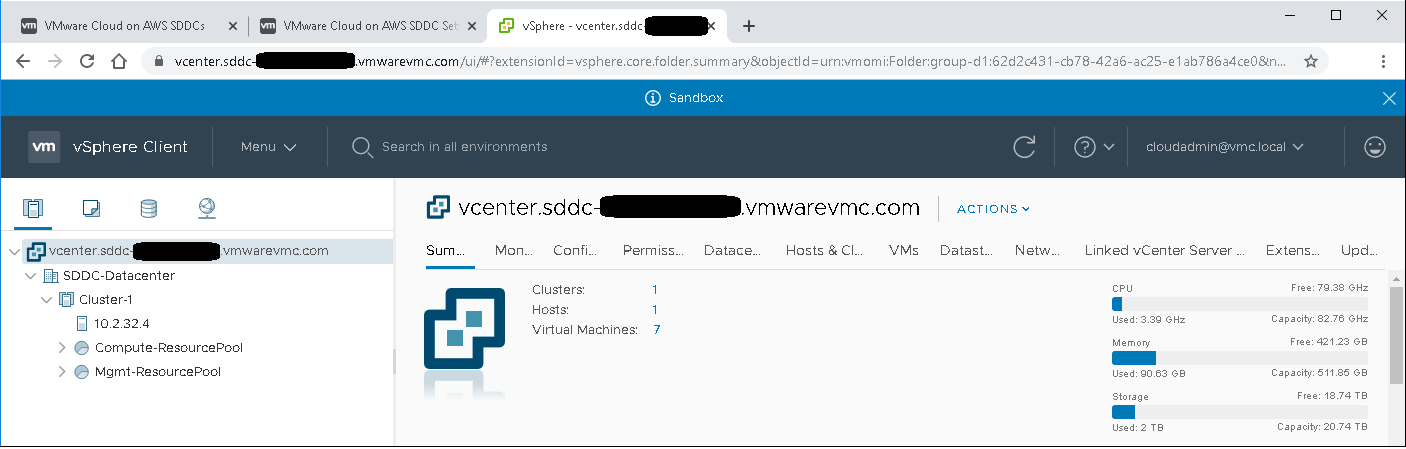 VMware Cloud on AWS SDDCs
VMware Cloud on AWS SDDC Set
vSphere - vcenter.sddc-
vcenter.sddc- .vmwarevmc.com/ui/#?extensionId=vsphere.core.folder.summary&objectId=urn:vmomi:Folder:group-d1:62d2c431-cb78-42a6-ac25-e1ab786a4ce0&n...
Sandbox
vm vSphere Client Menu Search in all environments cloudadmin@vmc.local
vcenter.sddc- .vmwarevmc.com
SDDC-Datacenter
Cluster-1
10.2.32.4
Compute-ResourcePool
Mgmt-ResourcePool
vcenter.sddc- .vmwarevmc.com ACTIONS
Sum... Mon... Confi... Permiss... Datace... Hosts & Cl... VMs Datast... Netw... Linked vCenter Server ... Extens... Upd...
Clusters: 1
Hosts: 1
Virtual Machines: 7
CPU Free: 79.38 GHz
Used: 3.39 GHz Capacity: 82.76 GHz
Memory Free: 421.23 GB
Used: 90.63 GB Capacity: 511.85 GB
Storage Free: 18.74 TB
Used: 2 TB Capacity: 20.74 TB